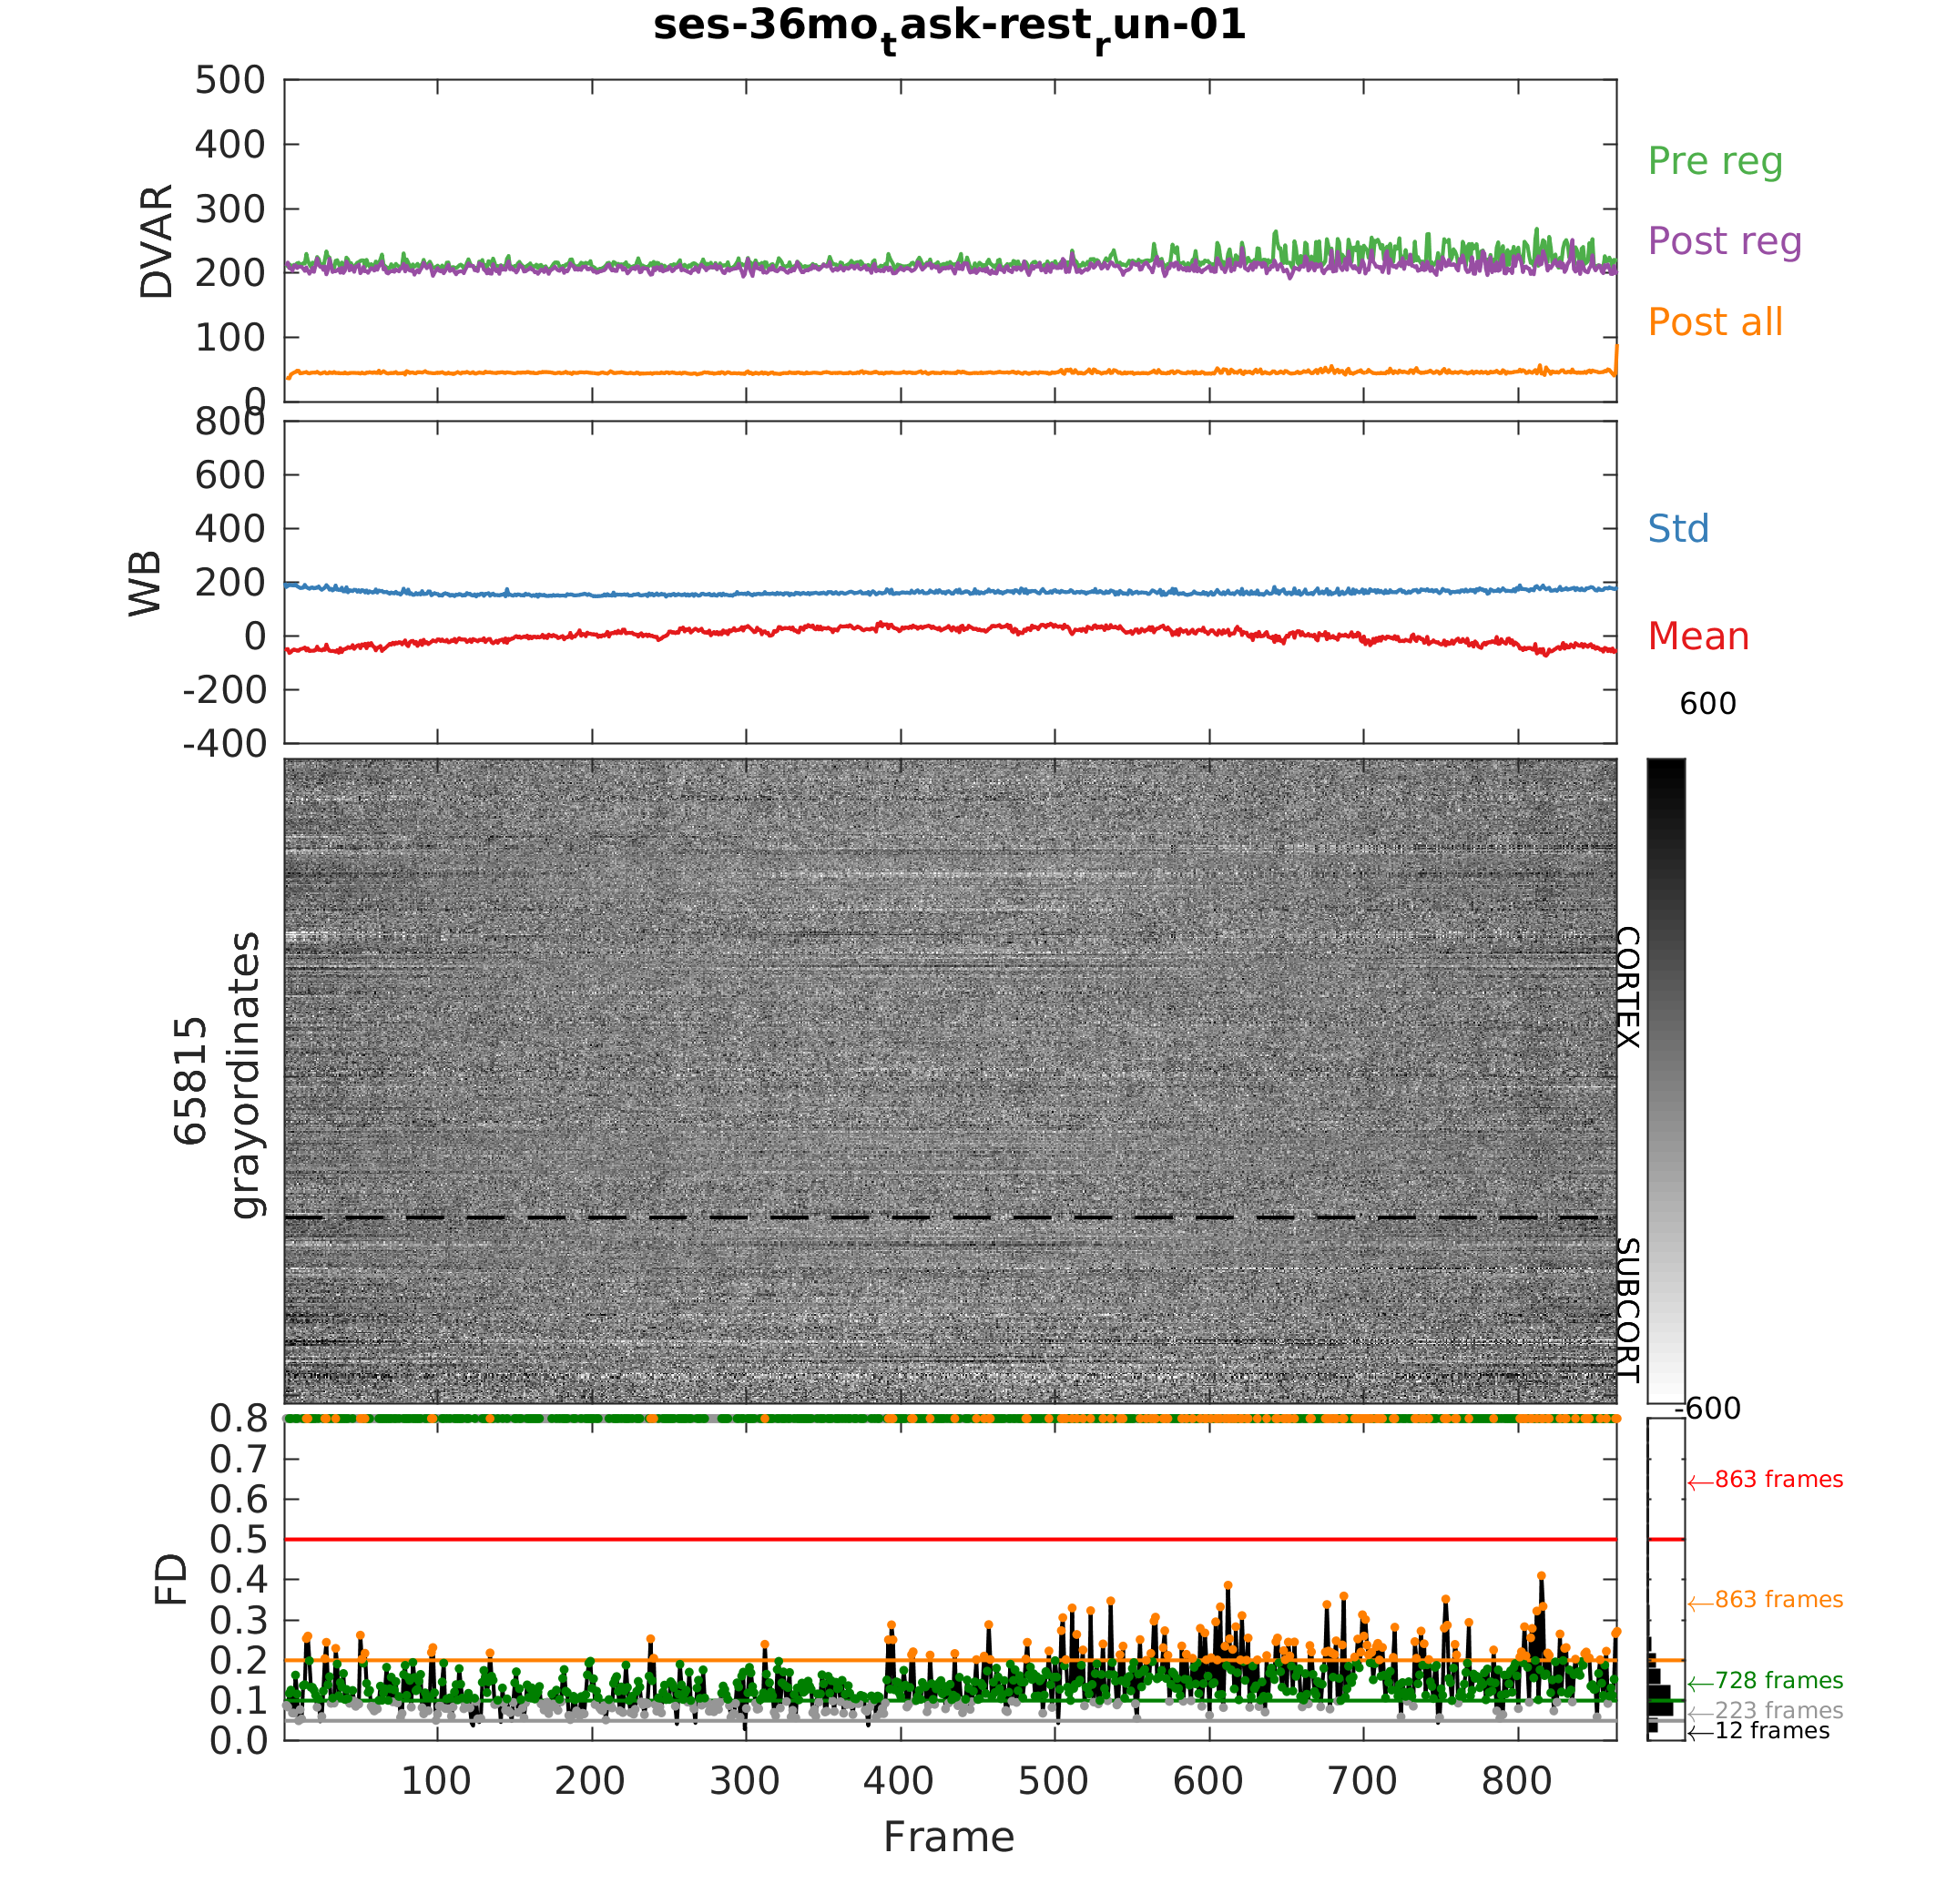 ses-36mo_task-rest_run-01
500
400
300
200
100
0
DVAR
Pre reg
Post reg
Post all
800
600
400
200
0
-200
-400
WB
Std
Mean
600
65815
grayordinates
CORTEX
SUBCORT
-600
0.8
0.7
0.6
0.5
0.4
0.3
0.2
0.1
0.0
FD
←863 frames
←863 frames
←728 frames
←223 frames
←12 frames
100 200 300 400 500 600 700 800
Frame